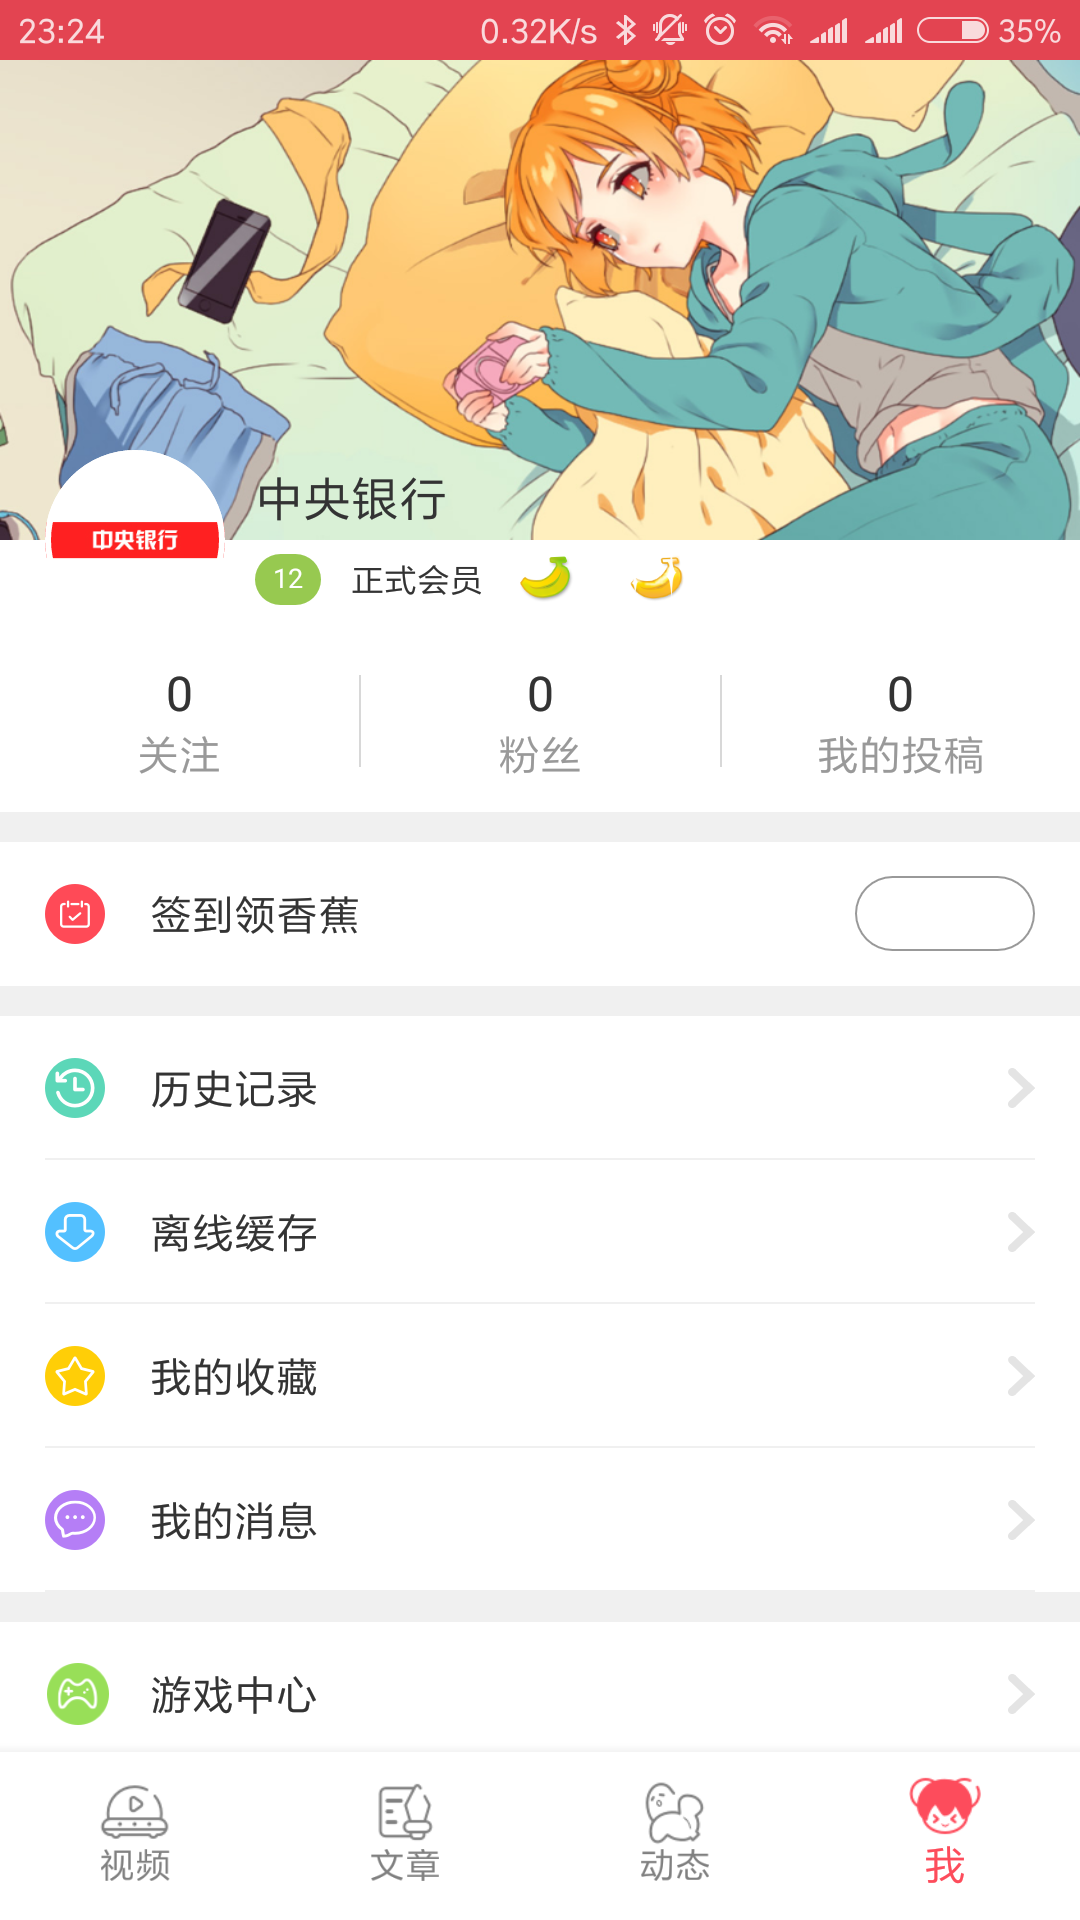 23:24 0.32K/s 35%
中央银行
中央银行
12 正式会员
0 0 0
关注 粉丝 我的投稿
签到领香蕉
历史记录
离线缓存
我的收藏
我的消息
游戏中心
视频 文章 动态 我